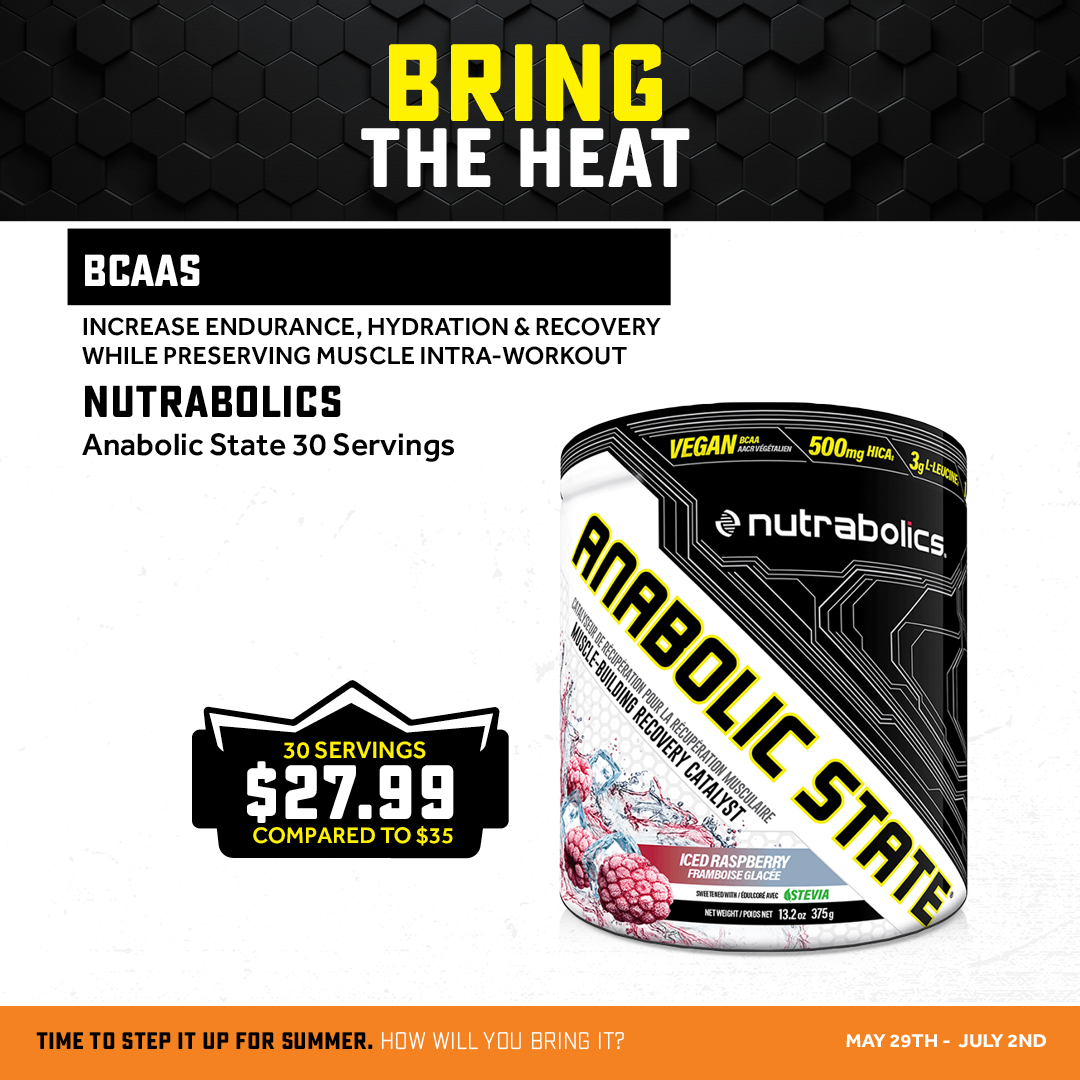 BRING
THE HEAT
BCAAS
INCREASE ENDURANCE, HYDRATION & RECOVERY
WHILE PRESERVING MUSCLE INTRA-WORKOUT
NUTRABOLICS
Anabolic State 30 Servings
VEGAN BCAA
AACR VÉGÉTALIEN
500mg HICA,
3g L-LEUCINE,
nutrabolics
ANABOLIC STATE
CATALYSEUR DE RÉCUPÉRATION POUR LA RÉCUPÉRATION MUSCULAIRE
MUSCLE-BUILDING RECOVERY CATALYST
ICED RASPBERRY
FRAMBOISE GLACÉE
SWEETENED WITH / ÉDULCORÉ AVEC STEVIA
NET WEIGHT / POIDS NET 13.2 oz 375 g
30 SERVINGS
$27.99
COMPARED TO $35
TIME TO STEP IT UP FOR SUMMER. HOW WILL YOU BRING IT?
MAY 29TH - JULY 2ND